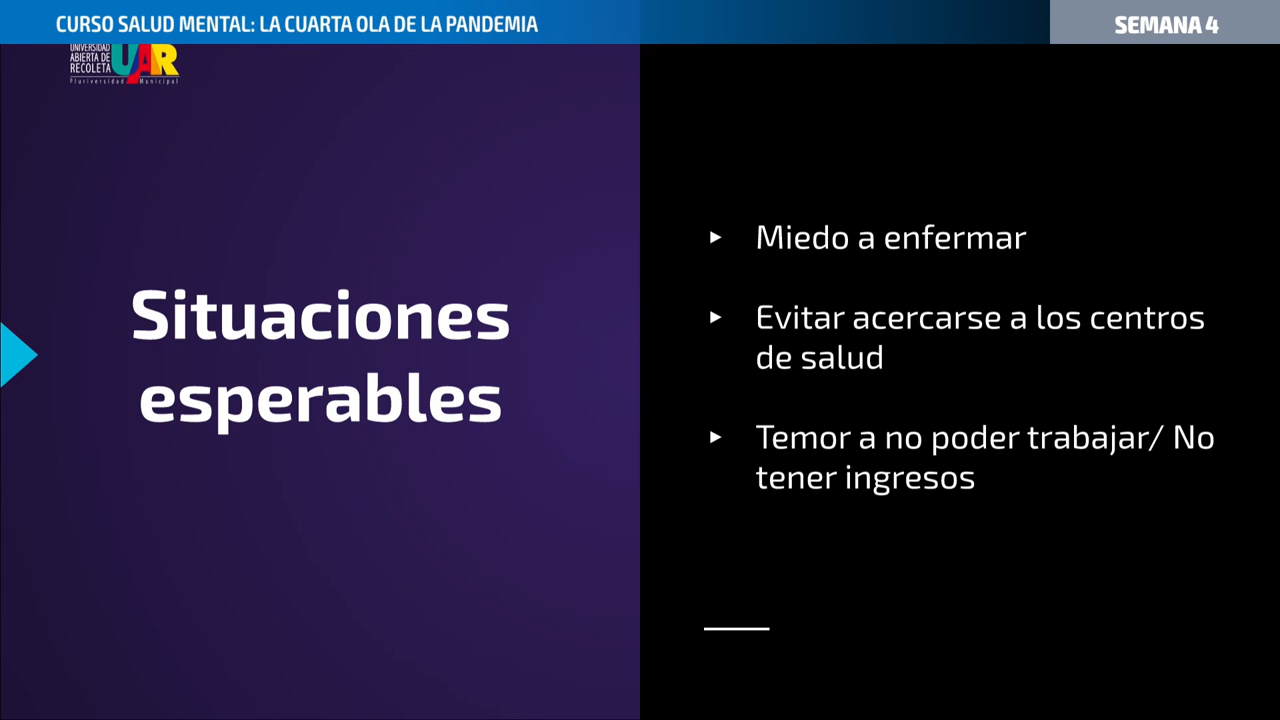 CURSO SALUD MENTAL: LA CUARTA OLA DE LA PANDEMIA
SEMANA 4
UNIVERSIDAD
ABIERTA DE
RECOLETA
UAR
Pluriversidad Municipal
Situaciones
esperables
▸ Miedo a enfermar
▸ Evitar acercarse a los centros
de salud
▸ Temor a no poder trabajar/ No
tener ingresos